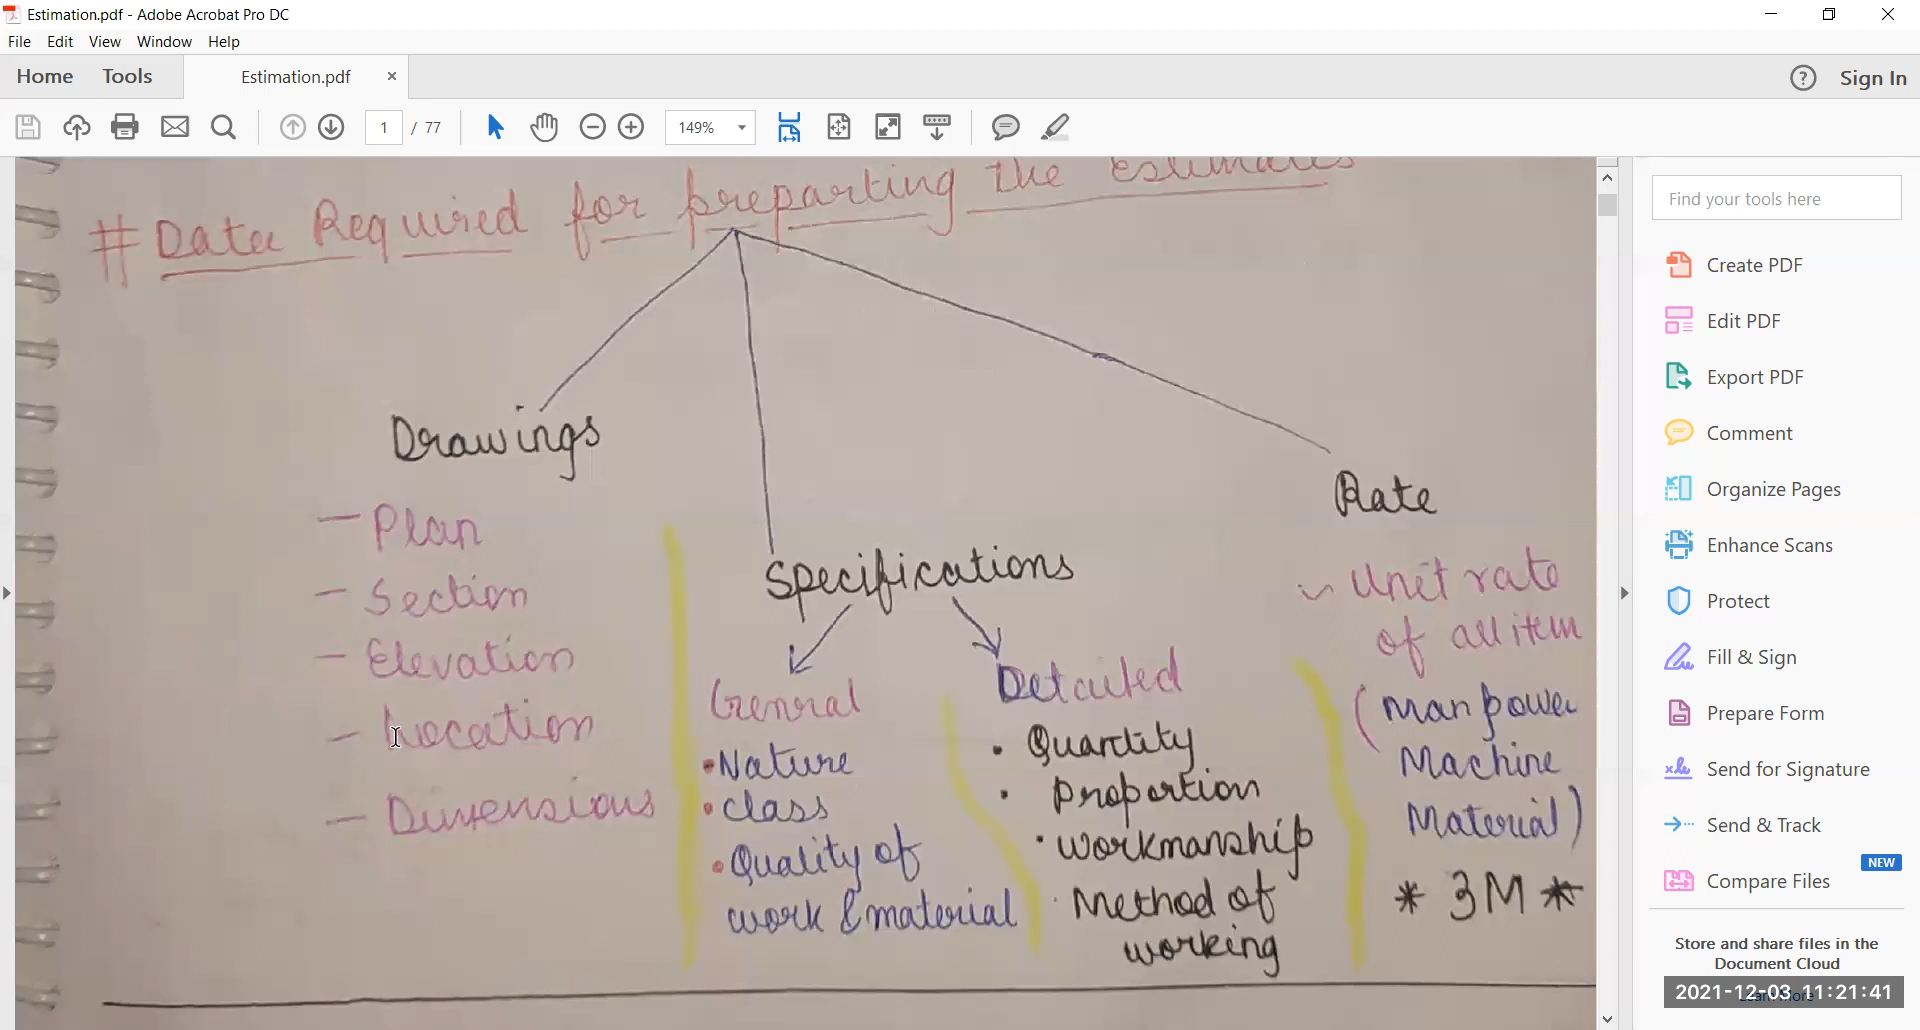 Estimation.pdf - Adobe Acrobat Pro DC
File Edit View Window Help
Home Tools Estimation.pdf × ? Sign In
1 / 77 149%
# Data Required for preparting the Estimates
Drawings
- Plan
- Section
- Elevation
- Location
- Dimensions
Specifications
Genral
• Nature
• class
• Quality of
work & material
Detailed
• Quantity
• Proportion
• workmanship
• Method of
working
Rate
Unit rate
of all item
( Man power
Machine
Material )
* 3M *
Find your tools here
Create PDF
Edit PDF
Export PDF
Comment
Organize Pages
Enhance Scans
Protect
Fill & Sign
Prepare Form
Send for Signature
Send & Track
NEW
Compare Files
Store and share files in the
Document Cloud
2021-12-03 11:21:41